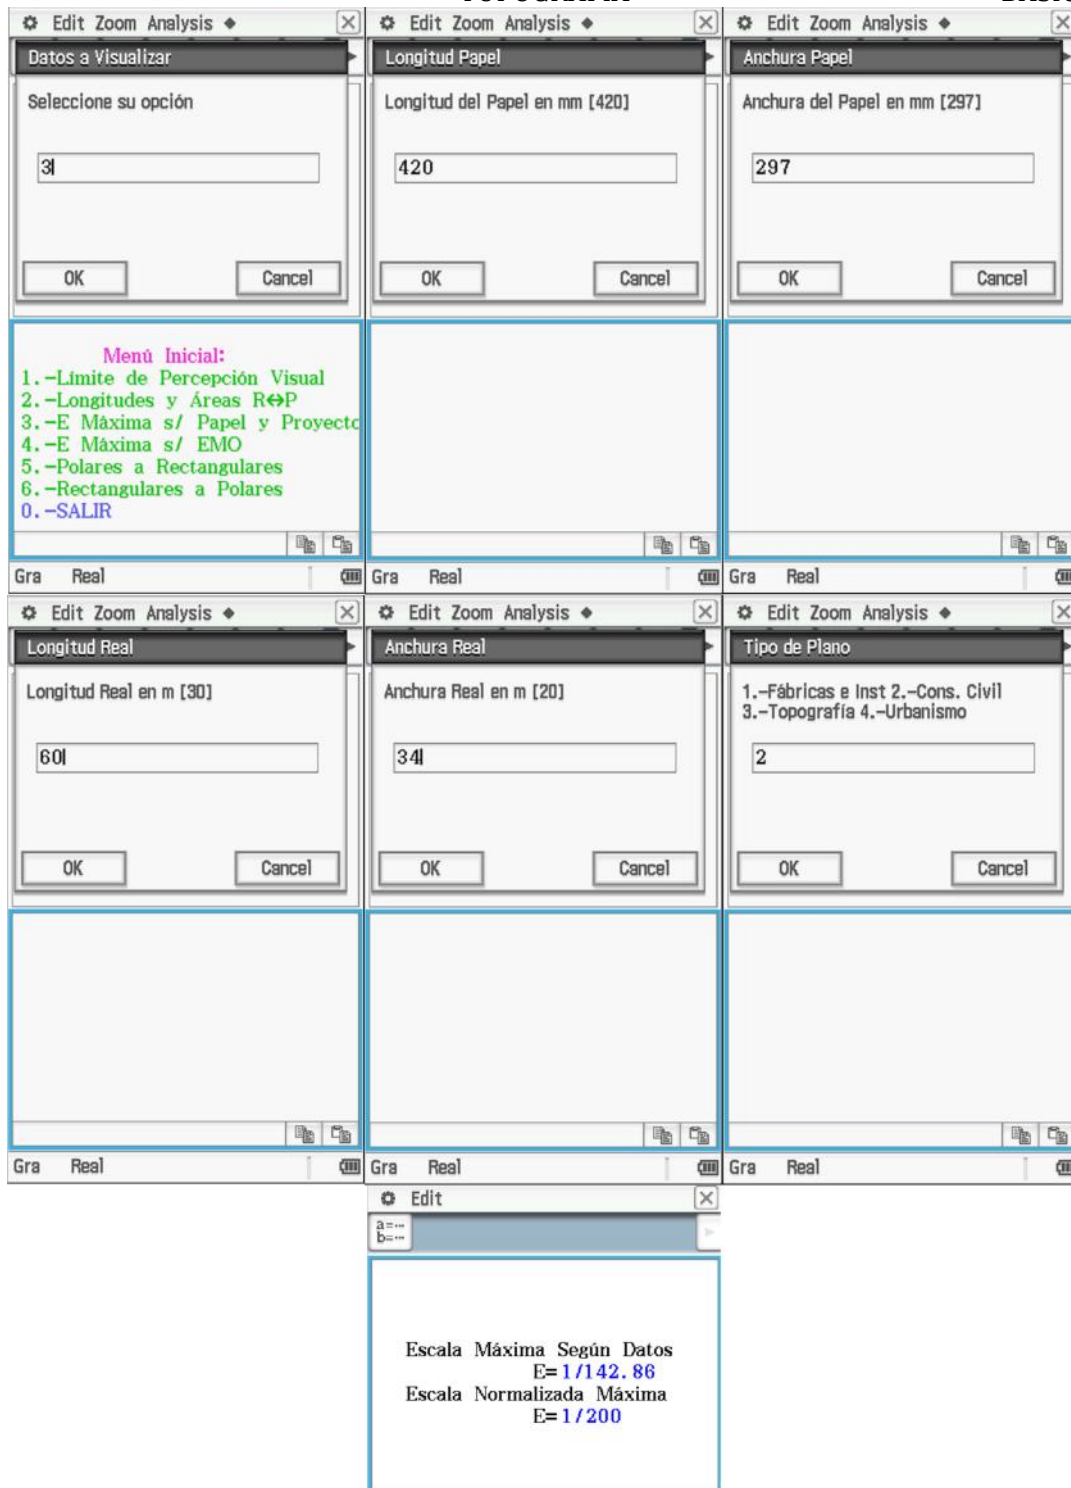 Edit Zoom Analysis
Datos a Visualizar
Seleccione su opción
3
OK Cancel
Menú Inicial:
1.-Límite de Percepción Visual
2.-Longitudes y Áreas R↔P
3.-E Máxima s/ Papel y Proyecto
4.-E Máxima s/ EMO
5.-Polares a Rectangulares
6.-Rectangulares a Polares
0.-SALIR
Gra Real
Edit Zoom Analysis
Longitud Papel
Longitud del Papel en mm [420]
420
OK Cancel
Gra Real
Edit Zoom Analysis
Anchura Papel
Anchura del Papel en mm [297]
297
OK Cancel
Gra Real
Edit Zoom Analysis
Longitud Real
Longitud Real en m [30]
60
OK Cancel
Gra Real
Edit Zoom Analysis
Anchura Real
Anchura Real en m [20]
34
OK Cancel
Gra Real
Edit Zoom Analysis
Tipo de Plano
1.-Fábricas e Inst 2.-Cons. Civil
3.-Topografía 4.-Urbanismo
2
OK Cancel
Gra Real
Edit
a=...
b=...
Escala Máxima Según Datos
E=1/142.86
Escala Normalizada Máxima
E=1/200